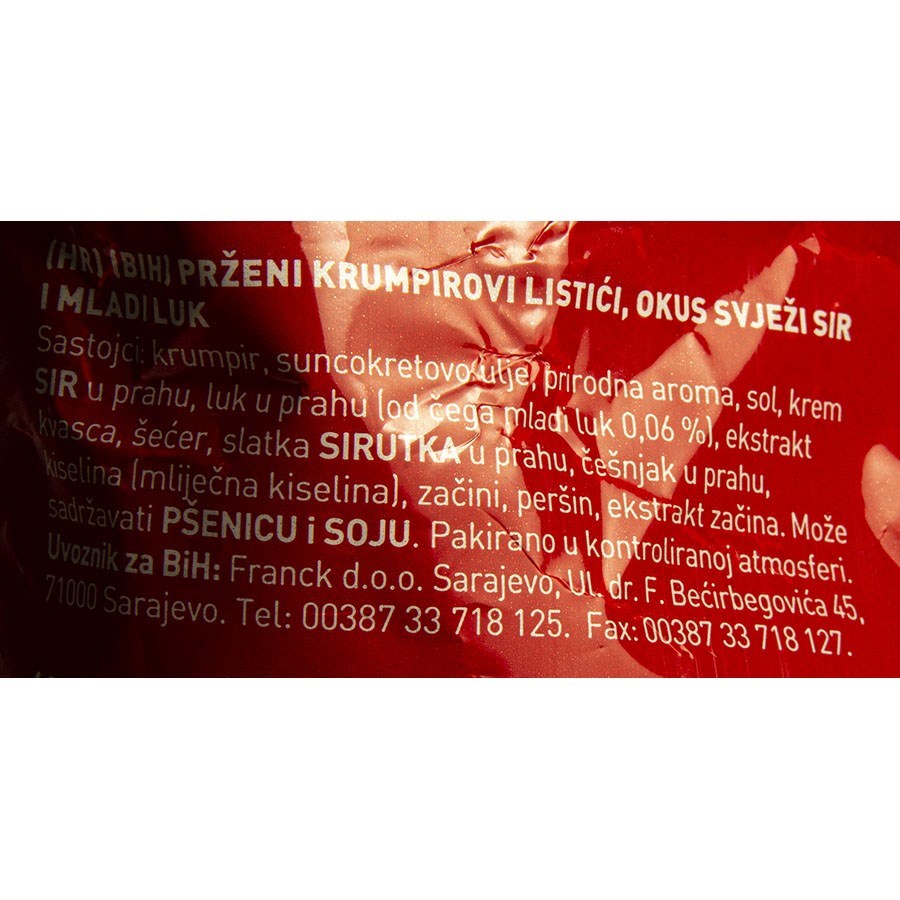 (HR) (BIH) PRŽENI KRUMPIROVI LISTIĆI, OKUS SVJEŽI SIR
I MLADI LUK
Sastojci: krumpir, suncokretovo ulje, prirodna aroma, sol, krem
SIR u prahu, luk u prahu (od čega mladi luk 0,06 %), ekstrakt
kvasca, šećer, slatka SIRUTKA u prahu, češnjak u prahu,
kiselina (mliječna kiselina), začini, peršin, ekstrakt začina. Može
sadržavati PŠENICU i SOJU. Pakirano u kontroliranoj atmosferi.
Uvoznik za BiH: Franck d.o.o. Sarajevo, Ul. dr. F. Bećirbegovića 45,
71000 Sarajevo. Tel: 00387 33 718 125. Fax: 00387 33 718 127.